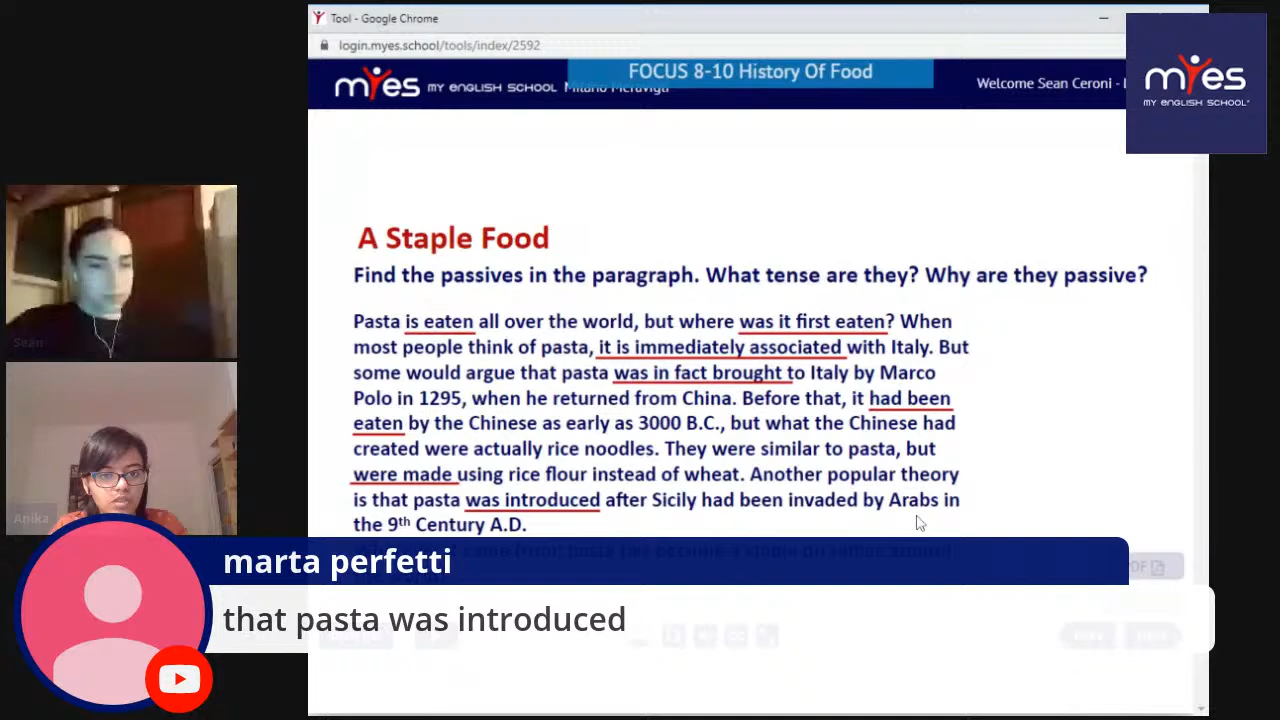 Tool - Google Chrome
login.myes.school/tools/index/2592
myes MY ENGLISH SCHOOL Milano Meravigli
FOCUS 8-10 History Of Food
Welcome Sean Ceroni -
myes
MY ENGLISH SCHOOL
A Staple Food
Find the passives in the paragraph. What tense are they? Why are they passive?
Pasta is eaten all over the world, but where was it first eaten? When
most people think of pasta, it is immediately associated with Italy. But
some would argue that pasta was in fact brought to Italy by Marco
Polo in 1295, when he returned from China. Before that, it had been
eaten by the Chinese as early as 3000 B.C., but what the Chinese had
created were actually rice noodles. They were similar to pasta, but
were made using rice flour instead of wheat. Another popular theory
is that pasta was introduced after Sicily had been invaded by Arabs in
the 9th Century A.D.
PDF
Sean
Anika
marta perfetti
that pasta was introduced